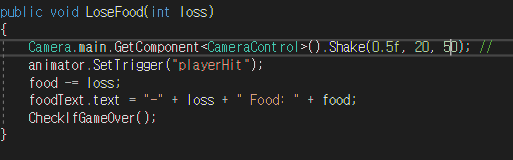 public void LoseFood(int loss)
{
Camera.main.GetComponent<CameraControl>().Shake(0.5f, 20, 50); //
animator.SetTrigger("playerHit");
food -= loss;
foodText.text = "-" + loss + " Food: " + food;
CheckIfGameOver();
}